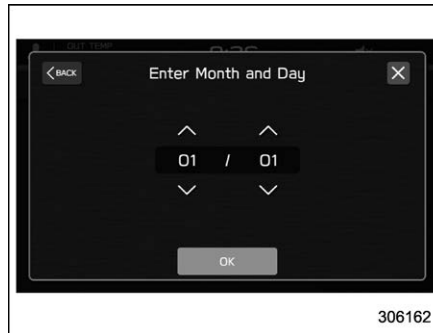 OUT TEMP
BACK
Enter Month and Day
01 / 01
OK
306162